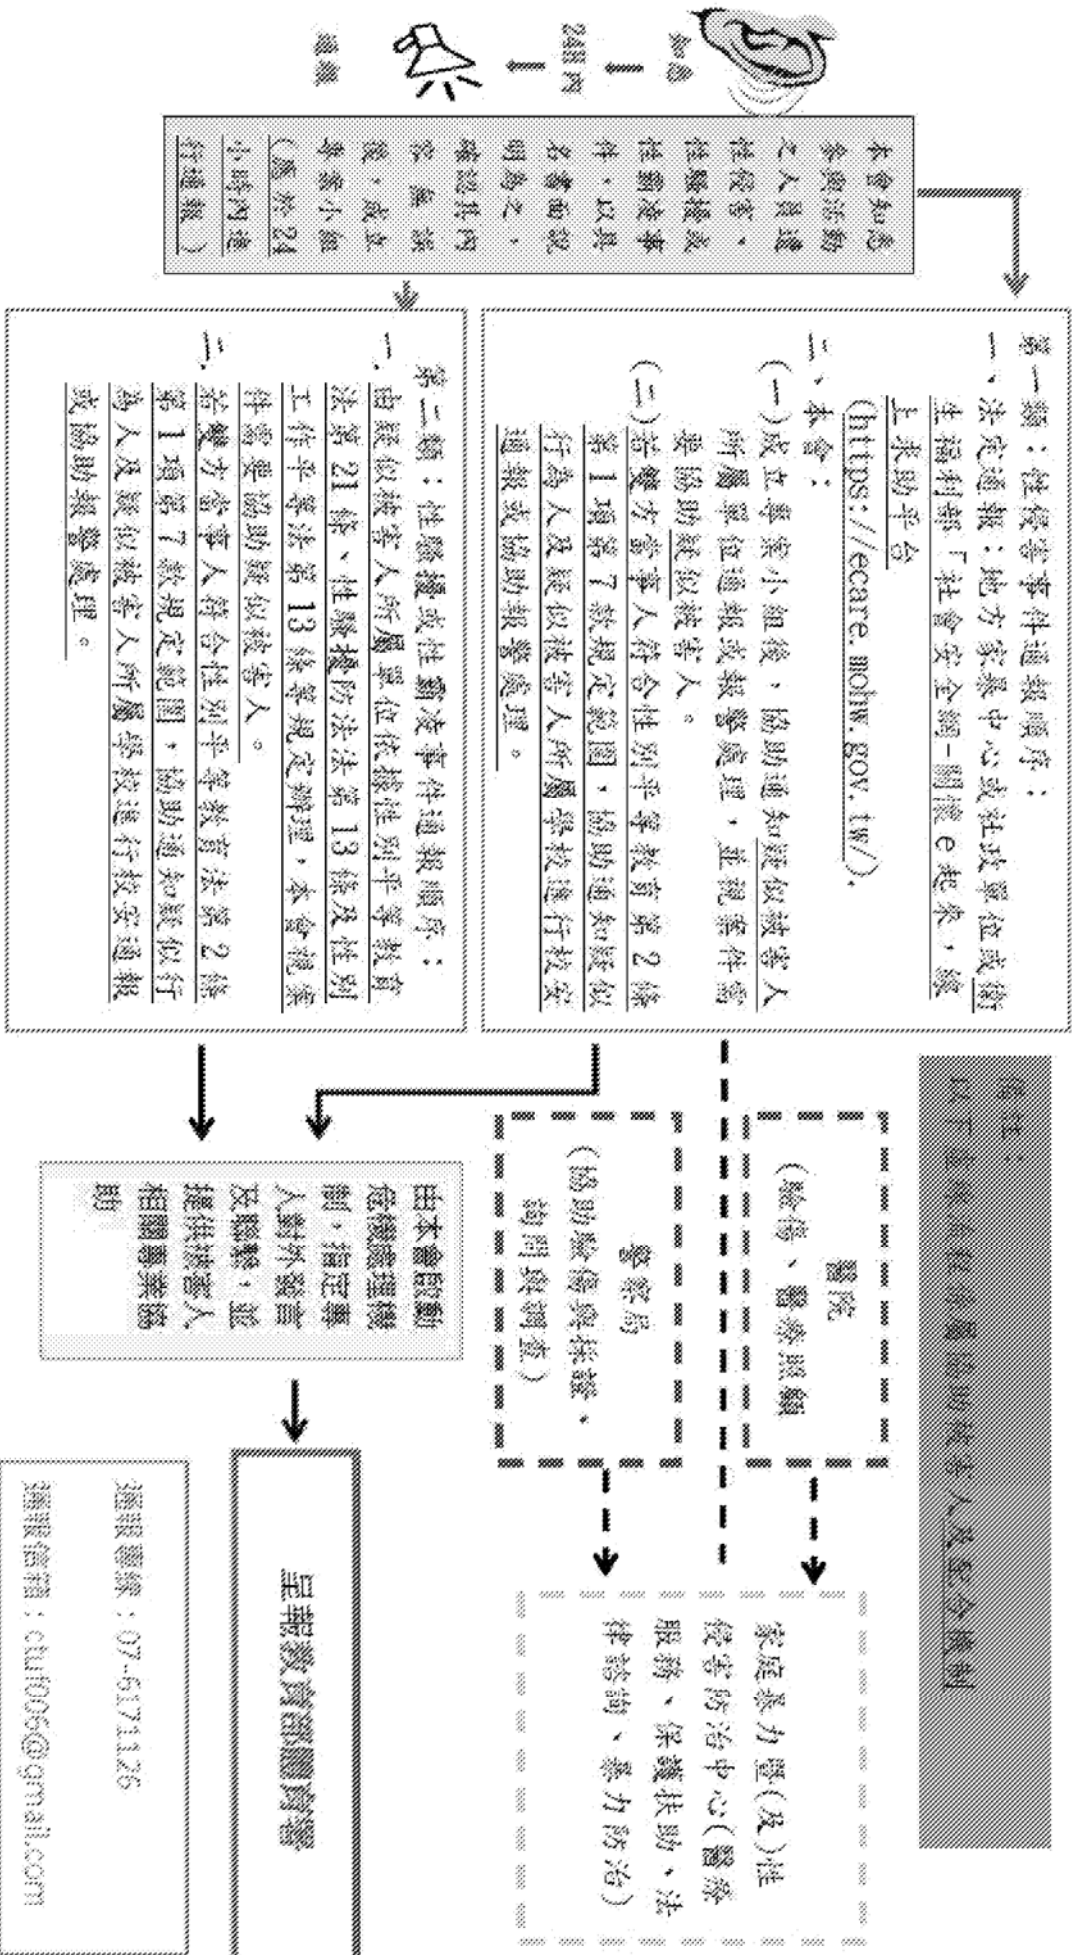 知悉
24H內
通報
本會知悉
參與活動
之人員遭
性侵害、
性騷擾或
性霸凌事
件，以具
名書面說
明為之，
確認其內
容無誤
後，成立
專案小組
（應於24
小時內進
行通報）
第一類：性侵害事件通報順序：
一、法定通報：地方家暴中心或社政單位或衛
生福利部「社會安全網-關懷e起來，線
上求助平台
(https://ecare.mohw.gov.tw/).
二、本會：
(一)成立專案小組後，協助通知疑似被害人
所屬單位通報或報警處理，並視案件需
要協助疑似被害人。
(二)若雙方當事人符合性別平等教育第2條
第1項第7款規定範圍，協助通知疑似
行為人及疑似被害人所屬學校進行校安
通報或協助報警處理。
第二類：性騷擾或性霸凌事件通報順序：
一、由疑似被害人所屬單位依據性別平等教育
法第21條、性騷擾防法法第13條及性別
工作平等法第13條等規定辦理，本會視案
件需要協助疑似被害人。
二、若雙方當事人符合性別平等教育法第2條
第1項第7款規定範圍，協助通知疑似行
為人及疑似被害人所屬學校進行校安通報
或協助報警處理。
備註：
以下虛線框政府屬協助被害人及安全機制
醫院
（驗傷、醫療照顧
警察局
（協助驗傷與採證、
詢問與調查）
家庭暴力暨(及)性
侵害防治中心(醫療
服務、保護扶助、法
律諮詢、暴力防治)
由本會啟動
危機處理機
制，指定專
人對外發言
及聯繫，並
提供被害人
相關專業協
助
呈報教育部體育署
通報專線：07-6171126
通報信箱：ctuf006@gmail.com